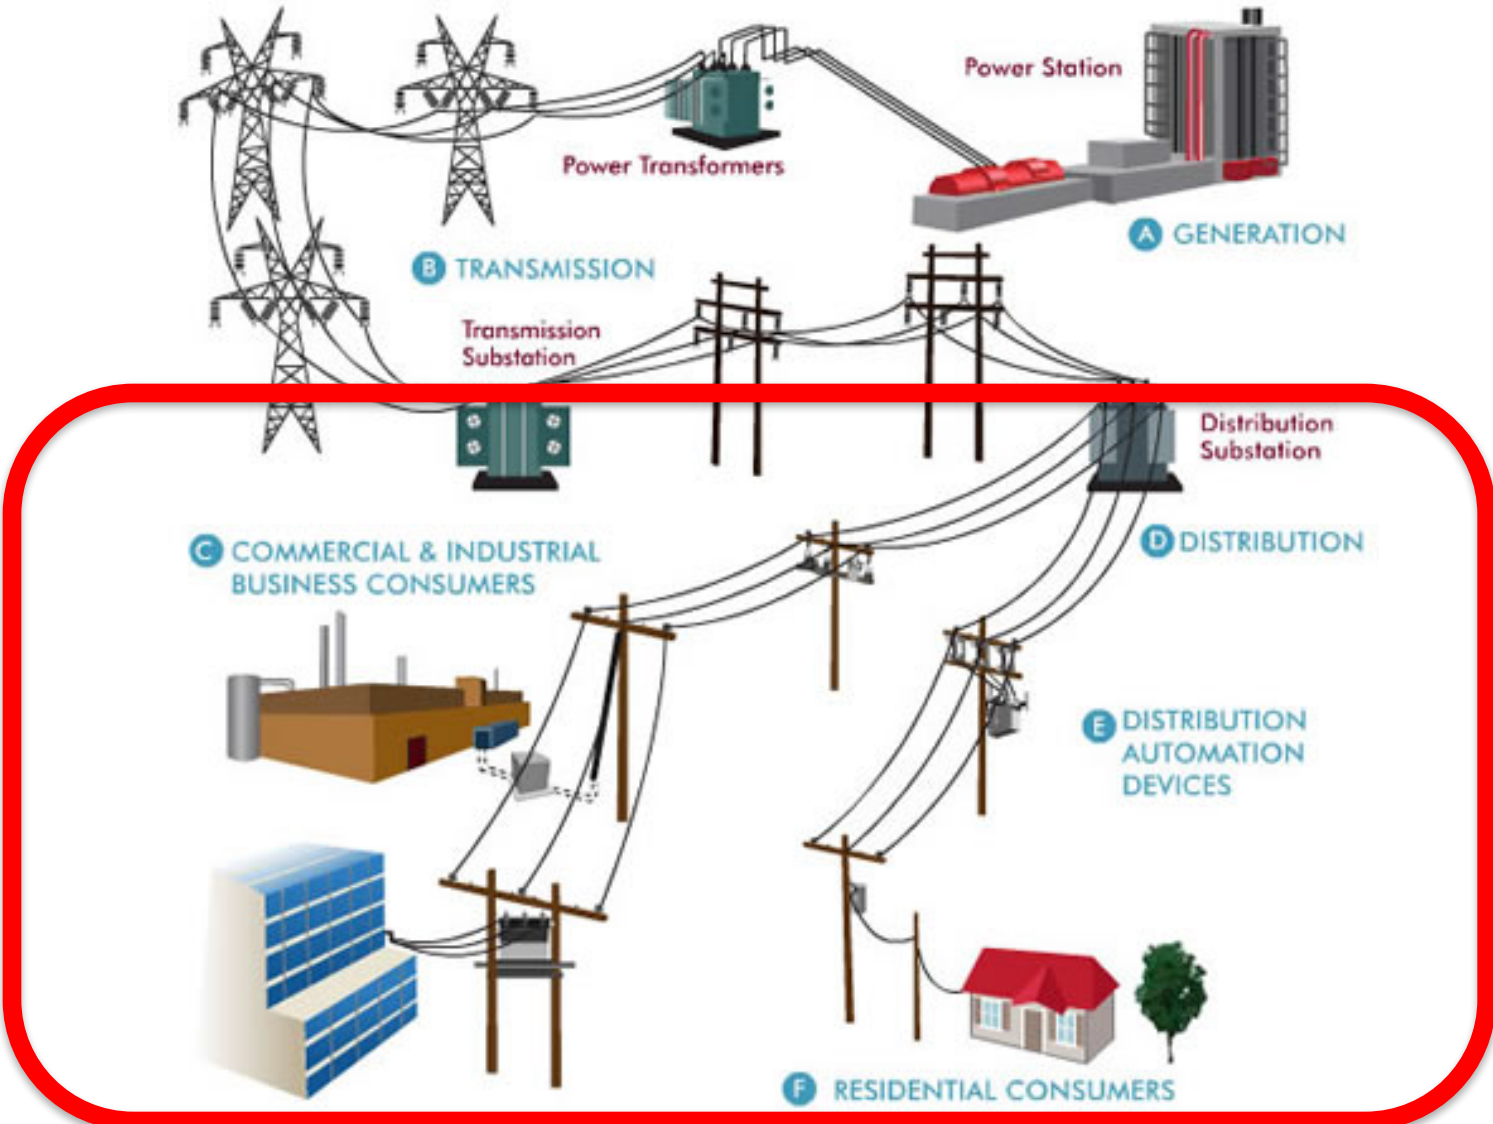 Power Station
Power Transformers
A GENERATION
B TRANSMISSION
Transmission
Substation
Distribution
Substation
C COMMERCIAL & INDUSTRIAL
BUSINESS CONSUMERS
D DISTRIBUTION
E DISTRIBUTION
AUTOMATION
DEVICES
F RESIDENTIAL CONSUMERS